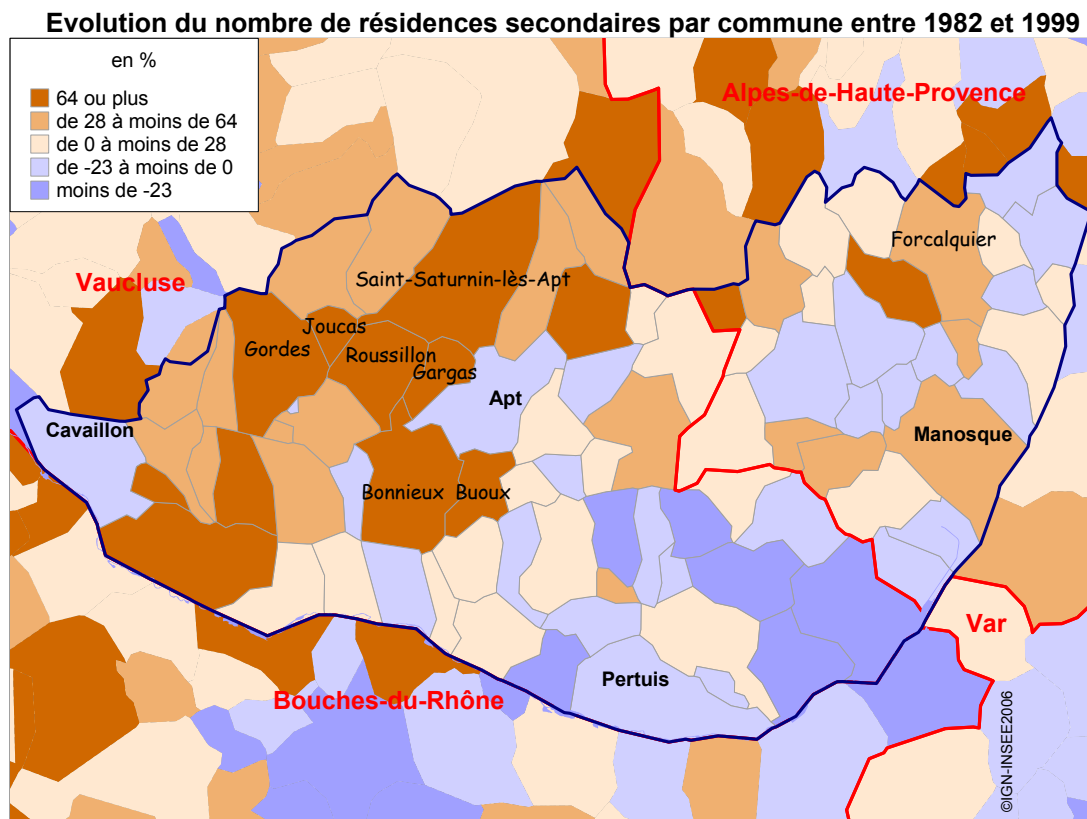 Evolution du nombre de résidences secondaires par commune entre 1982 et 1999
en %
64 ou plus
de 28 à moins de 64
de 0 à moins de 28
de -23 à moins de 0
moins de -23
Alpes-de-Haute-Provence
Forcalquier
Vaucluse
Saint-Saturnin-lès-Apt
Joucas
Gordes
Roussillon
Gargas
Apt
Cavaillon
Manosque
Bonnieux
Buoux
Var
Pertuis
Bouches-du-Rhône
©IGN-INSEE2006